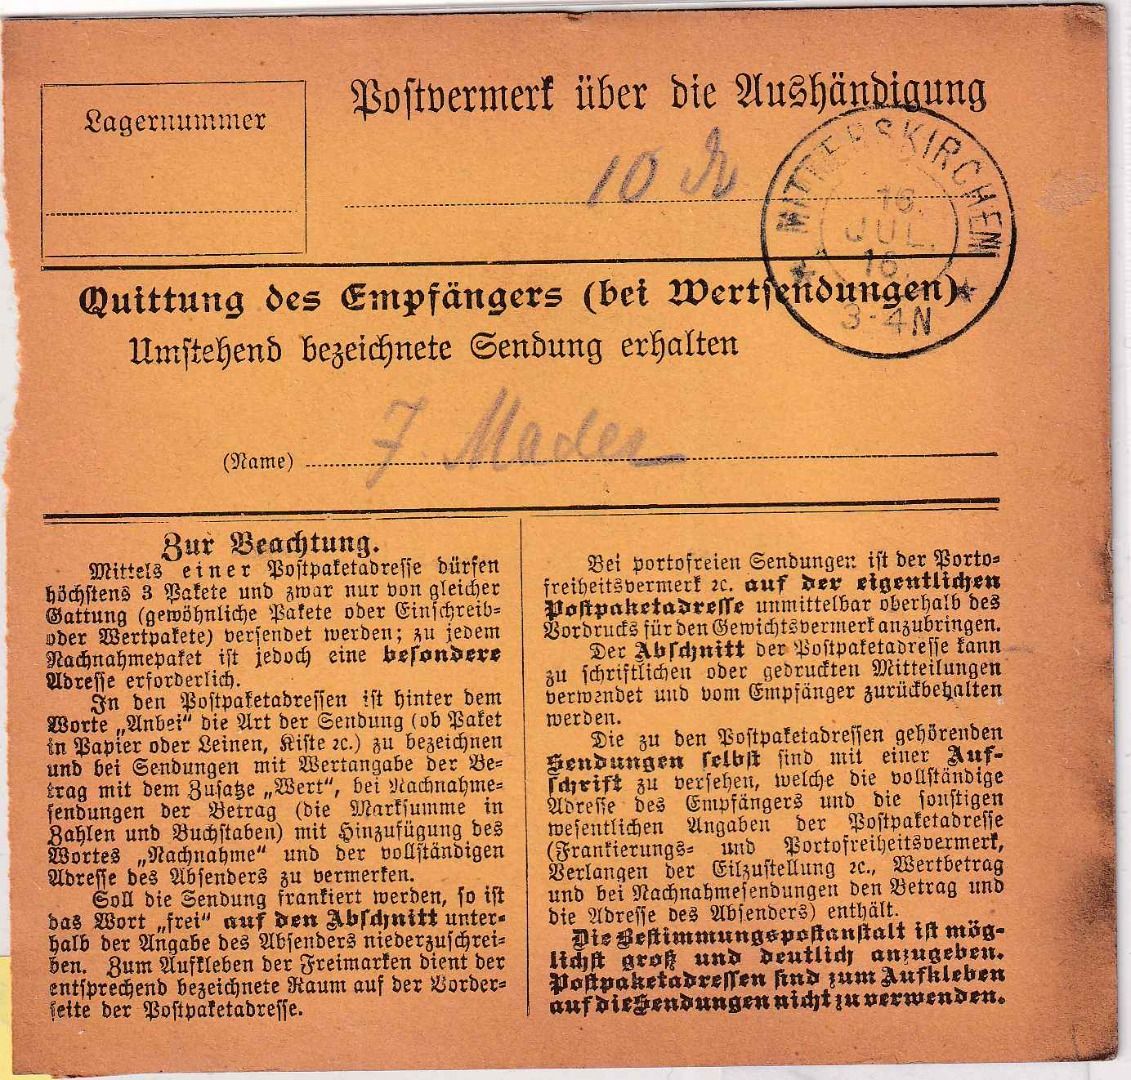 Lagernummer
Postvermerk über die Aushändigung
10
MITTERSKIRCHEN
16.
JUL.
16.
3-4N
Quittung des Empfängers (bei Wertsendungen)
Umstehend bezeichnete Sendung erhalten
(Name)
J. Mader
Zur Beachtung.
Mittels einer Postpaketadresse dürfen
höchstens 3 Pakete und zwar nur von gleicher
Gattung (gewöhnliche Pakete oder Einschreib-
oder Wertpakete) versendet werden; zu jedem
Nachnahmepaket ist jedoch eine besondere
Adresse erforderlich.
In den Postpaketadressen ist hinter dem
Worte „Anbei" die Art der Sendung (ob Paket
in Papier oder Leinen, Kiste ꝛc.) zu bezeichnen
und bei Sendungen mit Wertangabe der Be-
trag mit dem Zusatze „Wert", bei Nachnahme-
sendungen der Betrag (die Marksumme in
Zahlen und Buchstaben) mit Hinzufügung des
Wortes „Nachnahme" und der vollständigen
Adresse des Absenders zu vermerken.
Soll die Sendung frankiert werden, so ist
das Wort „frei" auf den Abschnitt unter-
halb der Angabe des Absenders niederzuschrei-
ben. Zum Aufkleben der Freimarken dient der
entsprechend bezeichnete Raum auf der Vorder-
seite der Postpaketadresse.
Bei portofreien Sendungen ist der Porto-
freiheitsvermerk ꝛc. auf der eigentlichen
Postpaketadresse unmittelbar oberhalb des
Vordrucks für den Gewichtsvermerk anzubringen.
Der Abschnitt der Postpaketadresse kann
zu schriftlichen oder gedruckten Mitteilungen
verwendet und vom Empfänger zurückbehalten
werden.
Die zu den Postpaketadressen gehörenden
Sendungen selbst sind mit einer Auf-
schrift zu versehen, welche die vollständige
Adresse des Empfängers und die sonstigen
wesentlichen Angaben der Postpaketadresse
(Frankierungs- und Portofreiheitsvermerk,
Verlangen der Eilzustellung ꝛc., Wertbetrag
und bei Nachnahmesendungen den Betrag und
die Adresse des Absenders) enthält.
Die Bestimmungspostanstalt ist mög-
lichst groß und deutlich anzugeben.
Postpaketadressen sind zum Aufkleben
auf die Sendungen nicht zu verwenden.